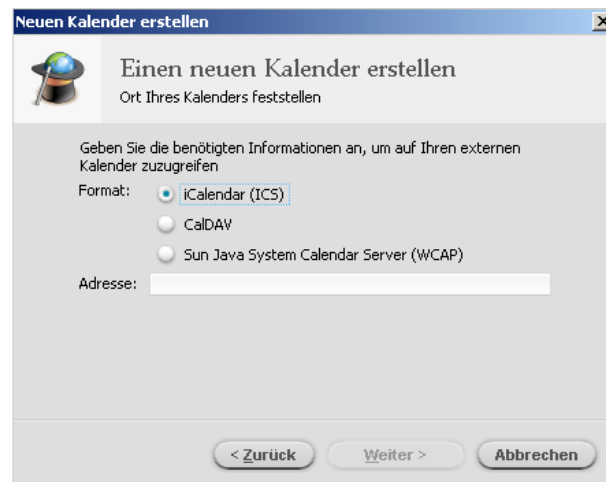 Neuen Kalender erstellen
Einen neuen Kalender erstellen
Ort Ihres Kalenders feststellen
Geben Sie die benötigten Informationen an, um auf Ihren externen
Kalender zuzugreifen
Format: iCalendar (ICS)
CalDAV
Sun Java System Calendar Server (WCAP)
Adresse:
< Zurück Weiter > Abbrechen